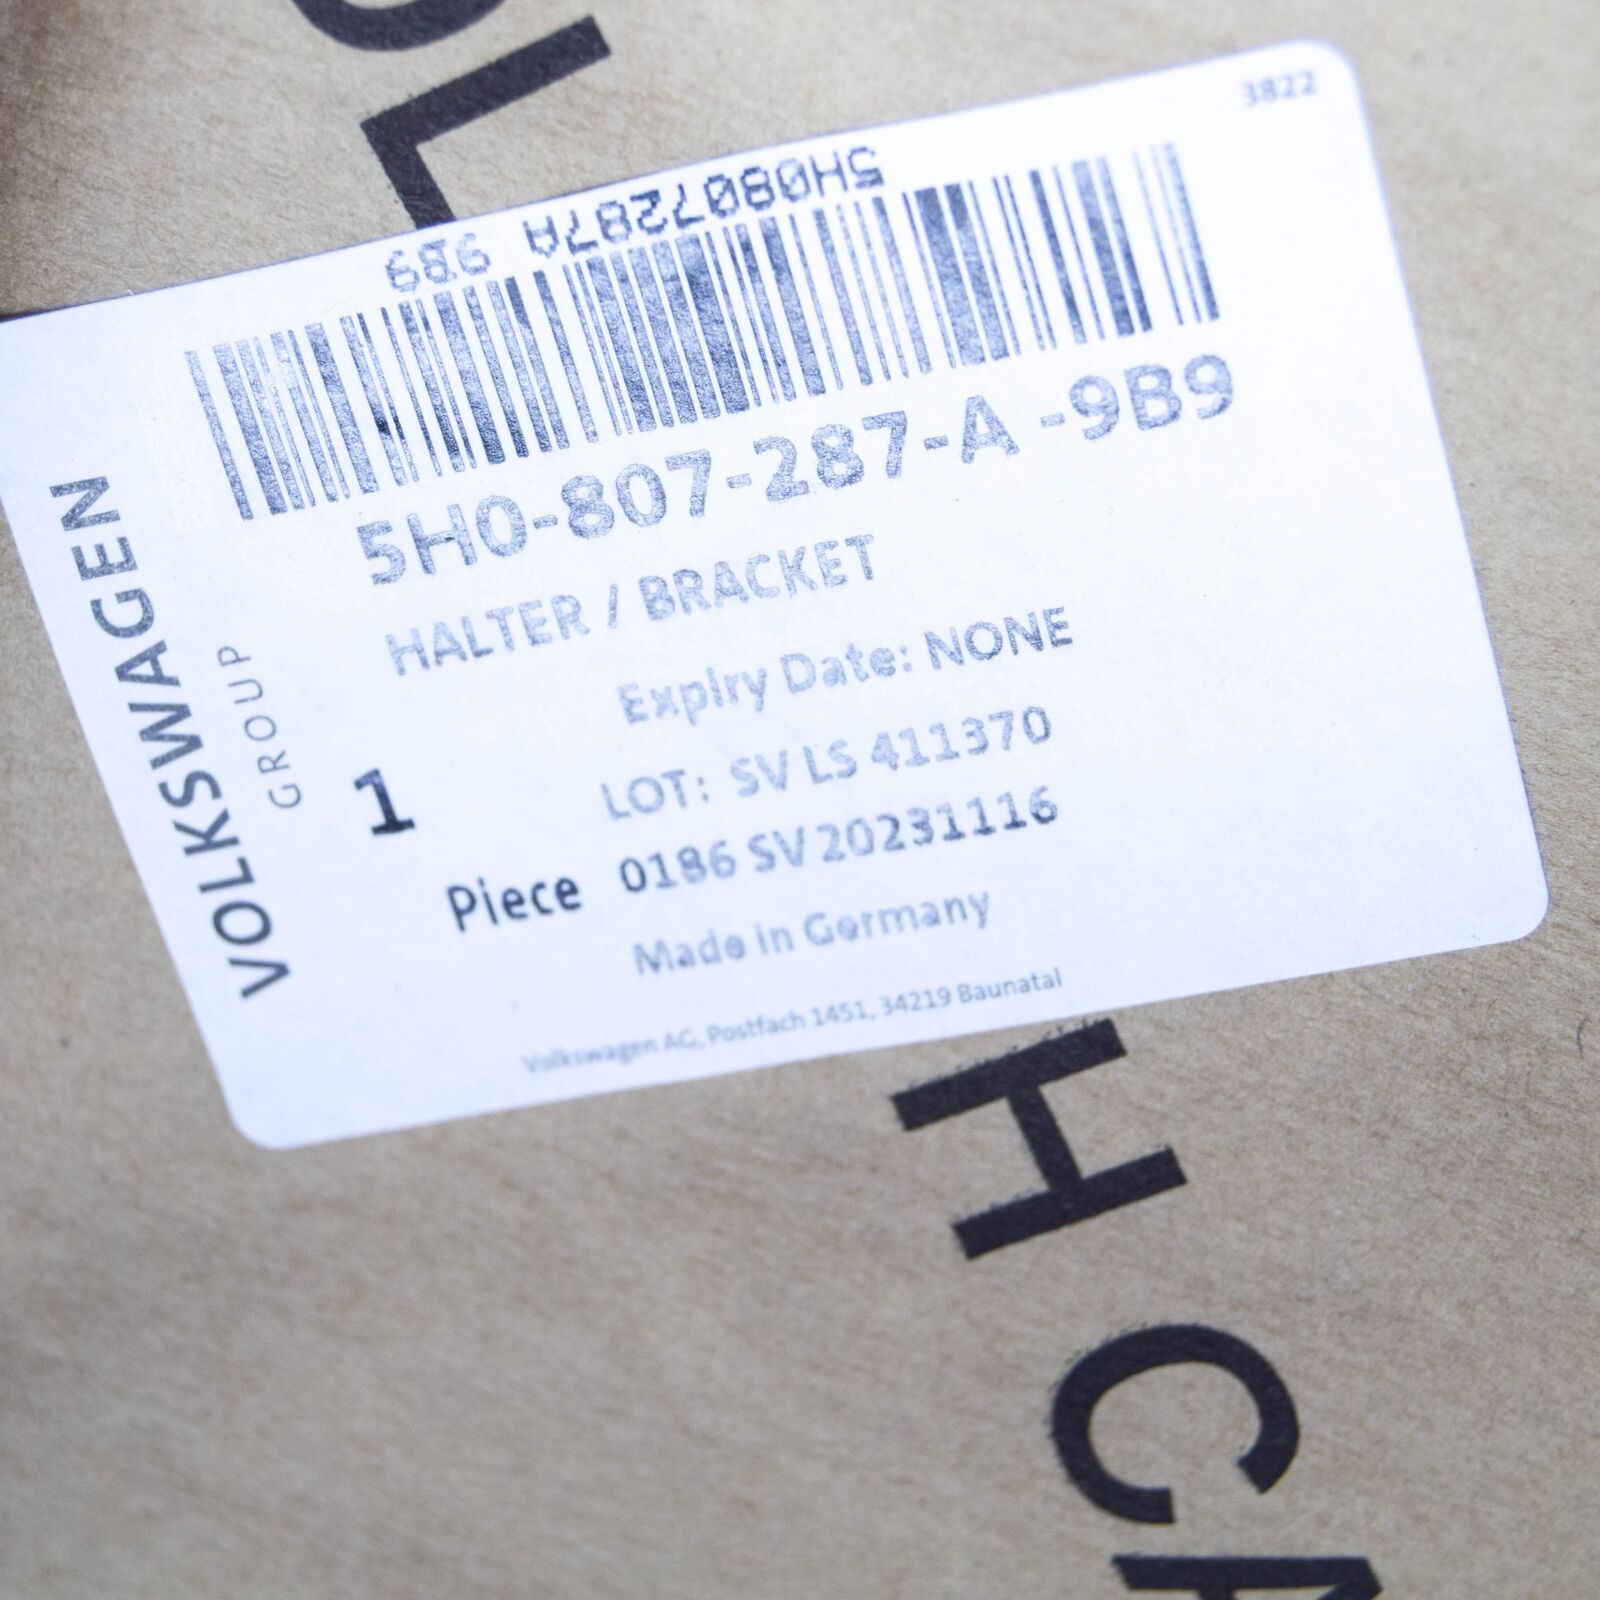 3822
5H0807287A 9B9
5H0-807-287-A -9B9
HALTER / BRACKET
Expiry Date: NONE
LOT: SV LS 411370
1
Piece
0186 SV 20231116
Made in Germany
Volkswagen AG, Postfach 1451, 34219 Baunatal
VOLKSWAGEN
GROUP